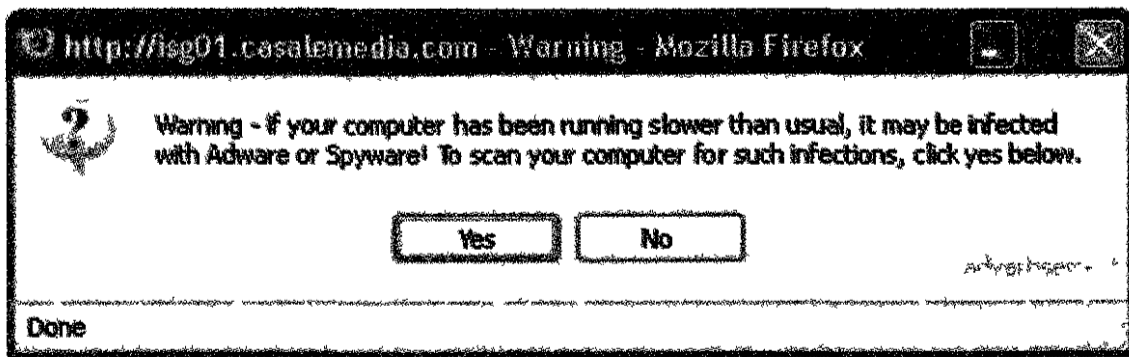 http://isg01.casalemedia.com - Warning - Mozilla Firefox
?
Warning - If your computer has been running slower than usual, it may be infected
with Adware or Spyware! To scan your computer for such infections, click yes below.
Yes No
Done